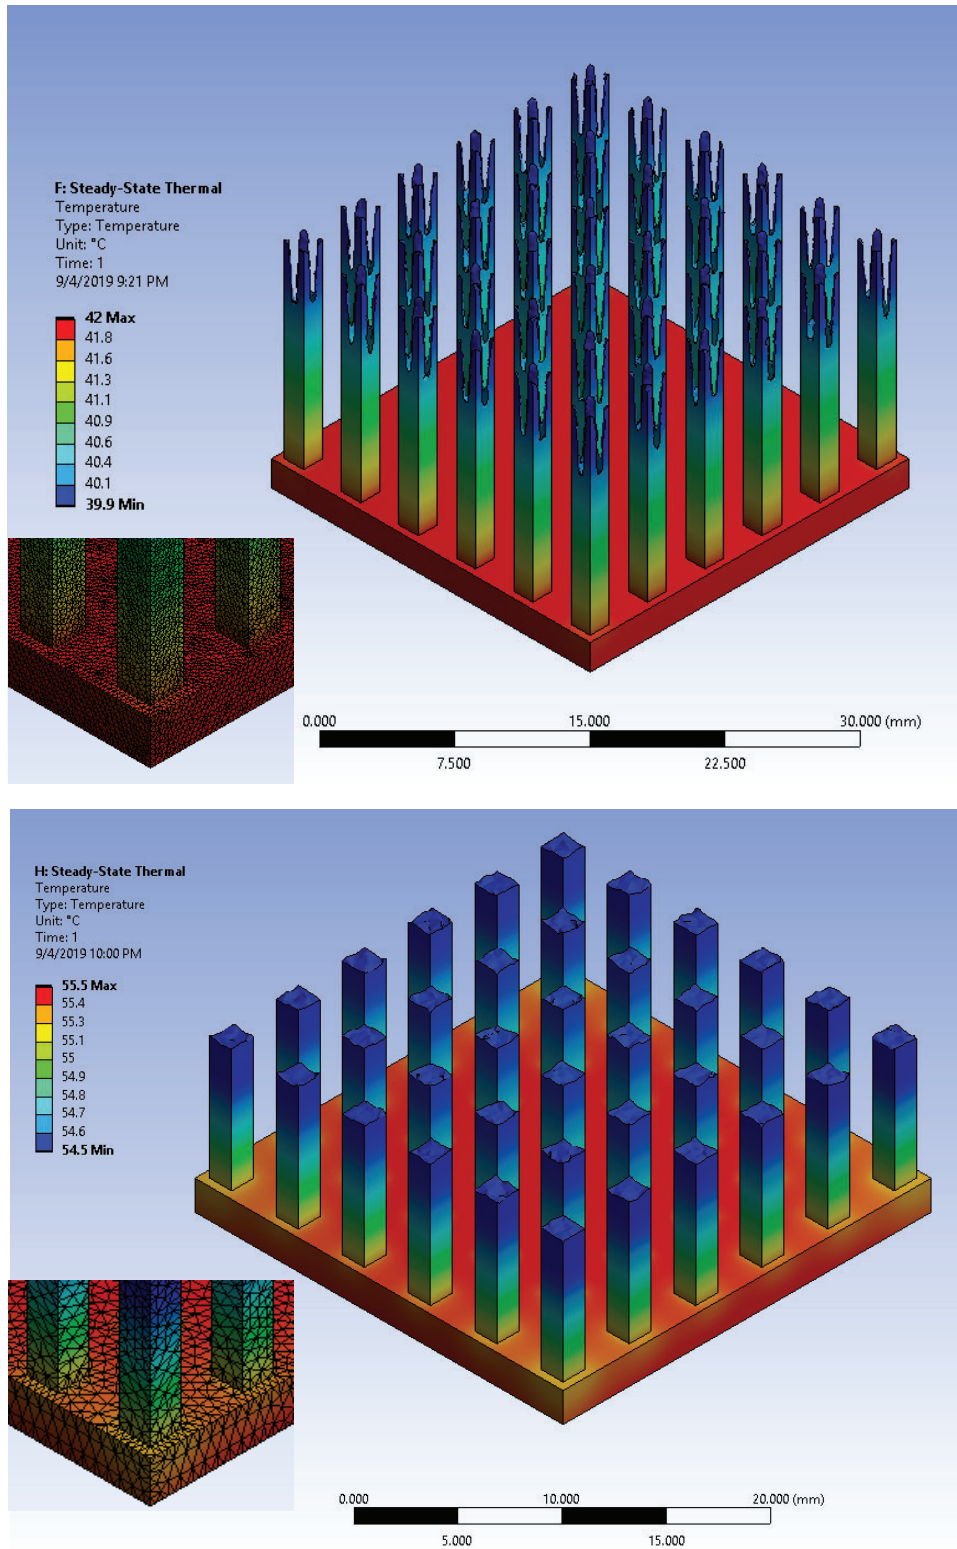 F: Steady-State Thermal
Temperature
Type: Temperature
Unit: °C
Time: 1
9/4/2019 9:21 PM
42 Max
41.8
41.6
41.3
41.1
40.9
40.6
40.4
40.1
39.9 Min
0.000 15.000 30.000 (mm)
7.500 22.500
H: Steady-State Thermal
Temperature
Type: Temperature
Unit: °C
Time: 1
9/4/2019 10:00 PM
55.5 Max
55.4
55.3
55.1
55
54.9
54.8
54.7
54.6
54.5 Min
0.000 10.000 20.000 (mm)
5.000 15.000